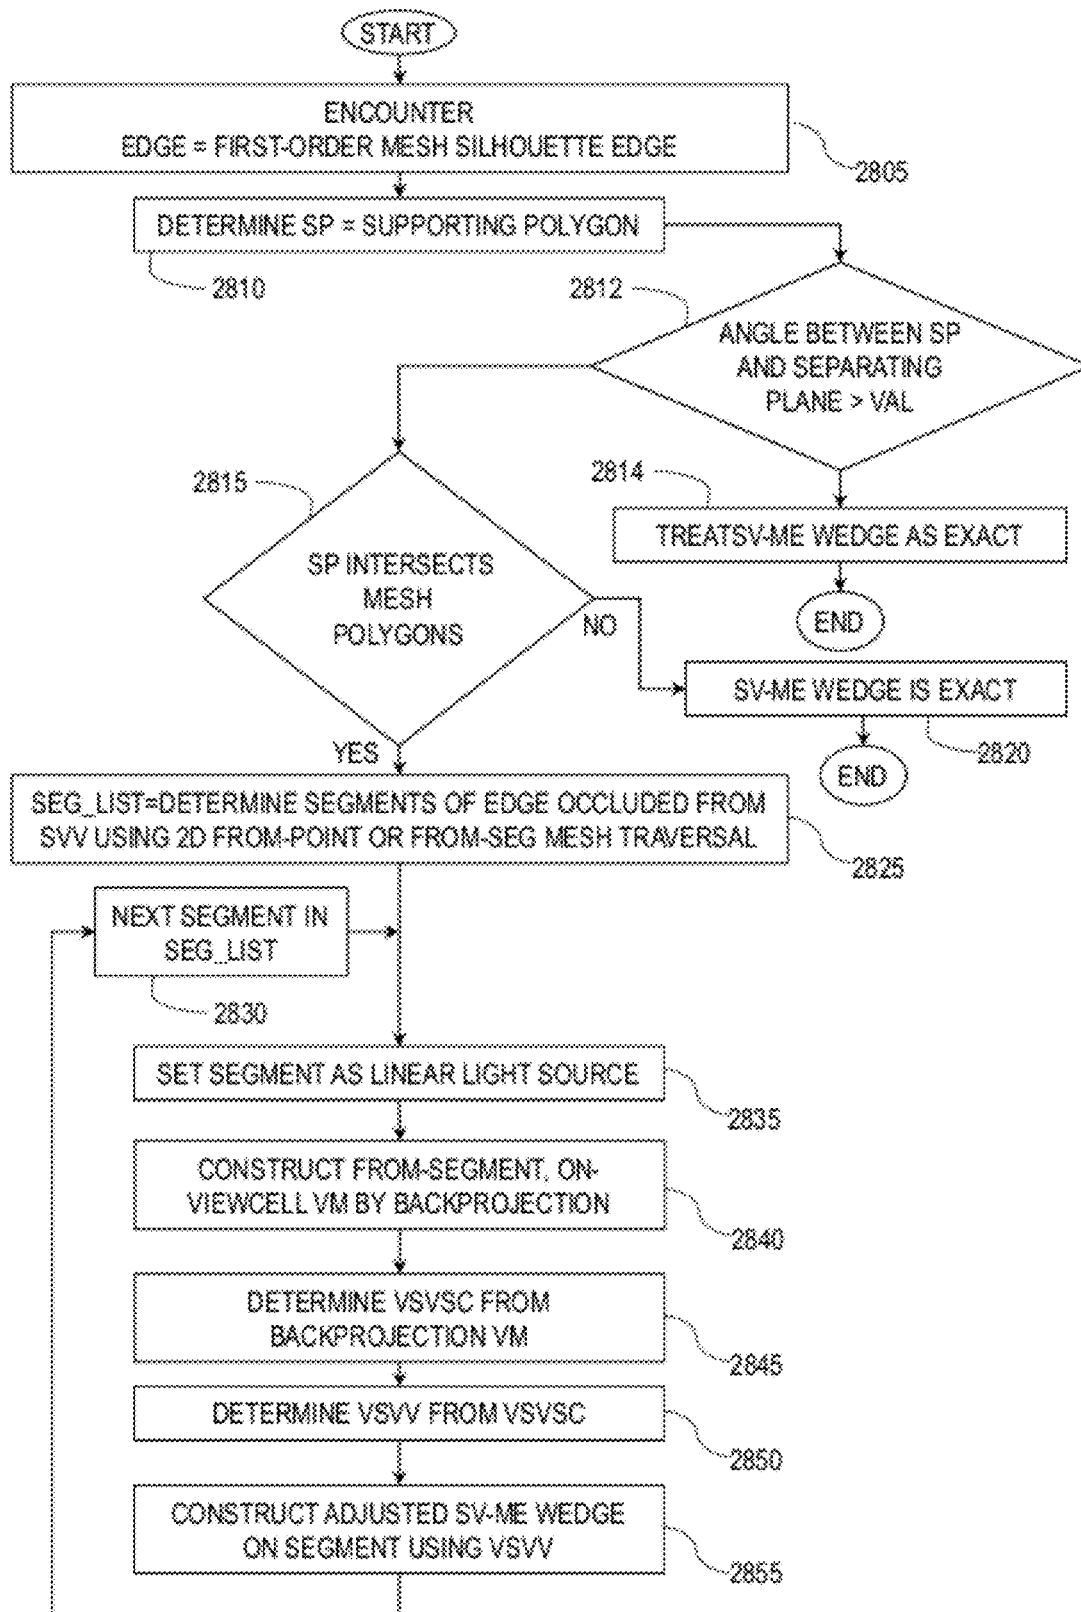 START
ENCOUNTER
EDGE = FIRST-ORDER MESH SILHOUETTE EDGE
2805
DETERMINE SP = SUPPORTING POLYGON
2810
2812
ANGLE BETWEEN SP
AND SEPARATING
PLANE > VAL
2814
TREATSV-ME WEDGE AS EXACT
END
2815
SP INTERSECTS
MESH
POLYGONS
NO
SV-ME WEDGE IS EXACT
2820
END
YES
SEG_LIST=DETERMINE SEGMENTS OF EDGE OCCLUDED FROM
SVV USING 2D FROM-POINT OR FROM-SEG MESH TRAVERSAL
2825
NEXT SEGMENT IN
SEG_LIST
2830
SET SEGMENT AS LINEAR LIGHT SOURCE
2835
CONSTRUCT FROM-SEGMENT, ON-
VIEWCELL VM BY BACKPROJECTION
2840
DETERMINE VSVSC FROM
BACKPROJECTION VM
2845
DETERMINE VSVV FROM VSVSC
2850
CONSTRUCT ADJUSTED SV-ME WEDGE
ON SEGMENT USING VSVV
2855